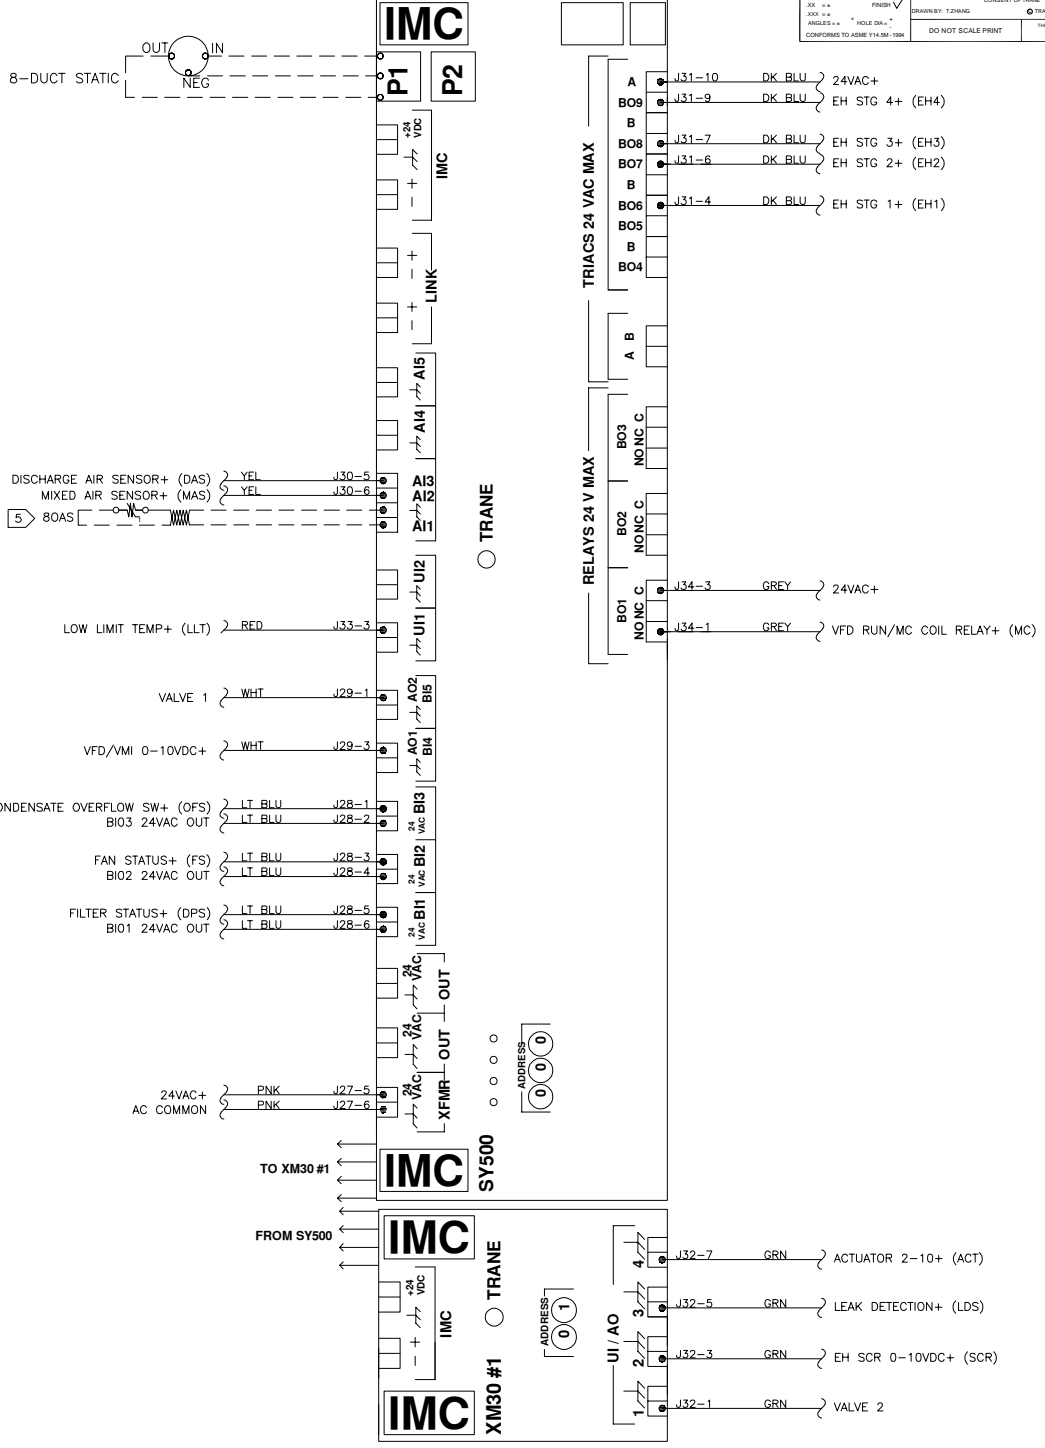 .XX = ±
FINISH
.XXX = ±
ANGLES = ±
° HOLE DIA =
+
-
CONFORMS TO ASME Y14.5M-1994
CONSENT OF TRANE
DRAWN BY: T.ZHANG
© TRA
DO NOT SCALE PRINT
TH
IMC
P1
P2
OUT
IN
NEG
8-DUCT STATIC
+24
VDC
IMC
- +
LINK
- +
- +
AI5
AI4
DISCHARGE AIR SENSOR+ (DAS)
YEL
J30-5
AI3
MIXED AIR SENSOR+ (MAS)
YEL
J30-6
AI2
5
80AS
AI1
TRANE
UI2
LOW LIMIT TEMP+ (LLT)
RED
J33-3
UI1
VALVE 1
WHT
J29-1
AO2
BI5
VFD/VMI 0-10VDC+
WHT
J29-3
AO1
BI4
ONDENSATE OVERFLOW SW+ (OFS)
LT BLU
J28-1
BI03 24VAC OUT
LT BLU
J28-2
24
VAC
BI3
FAN STATUS+ (FS)
LT BLU
J28-3
BI02 24VAC OUT
LT BLU
J28-4
24
VAC
BI2
FILTER STATUS+ (DPS)
LT BLU
J28-5
BI01 24VAC OUT
LT BLU
J28-6
24
VAC
BI1
24
VAC
OUT
24
VAC
OUT
24VAC+
PNK
J27-5
AC COMMON
PNK
J27-6
24
VAC
XFMR
ADDRESS
0 0 0
TO XM30 #1
IMC
SY500
TRIACS 24 VAC MAX
A
J31-10
DK BLU
24VAC+
BO9
J31-9
DK BLU
EH STG 4+ (EH4)
B
BO8
J31-7
DK BLU
EH STG 3+ (EH3)
BO7
J31-6
DK BLU
EH STG 2+ (EH2)
B
BO6
J31-4
DK BLU
EH STG 1+ (EH1)
BO5
B
BO4
A B
RELAYS 24 V MAX
BO3
NO NC C
BO2
NO NC C
BO1
NO NC C
J34-3
GREY
24VAC+
J34-1
GREY
VFD RUN/MC COIL RELAY+ (MC)
FROM SY500
IMC
+24
VDC
IMC
- +
TRANE
ADDRESS
0 1
XM30 #1
IMC
UI / AO
4
J32-7
GRN
ACTUATOR 2-10+ (ACT)
3
J32-5
GRN
LEAK DETECTION+ (LDS)
2
J32-3
GRN
EH SCR 0-10VDC+ (SCR)
1
J32-1
GRN
VALVE 2